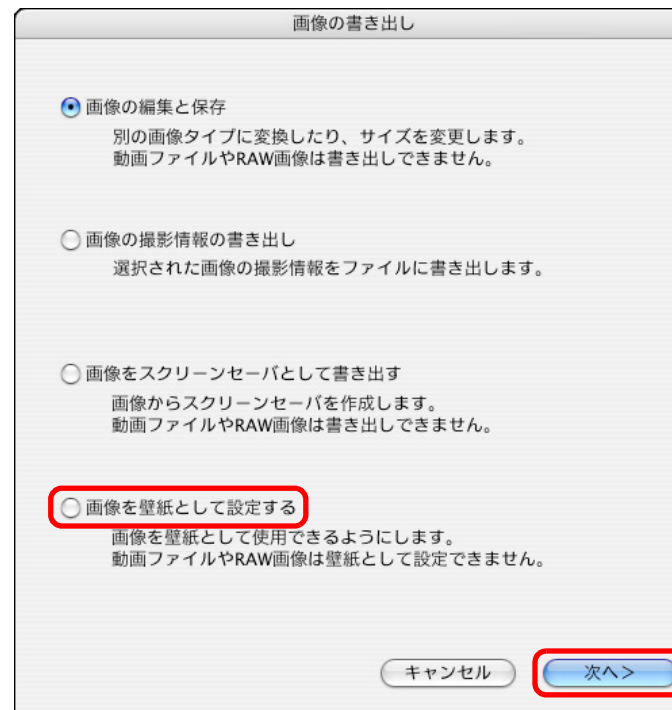 画像の書き出し
画像の編集と保存
別の画像タイプに変換したり、サイズを変更します。
動画ファイルやRAW画像は書き出しできません。
画像の撮影情報の書き出し
選択された画像の撮影情報をファイルに書き出します。
画像をスクリーンセーバとして書き出す
画像からスクリーンセーバを作成します。
動画ファイルやRAW画像は書き出しできません。
画像を壁紙として設定する
画像を壁紙として使用できるようにします。
動画ファイルやRAW画像は壁紙として設定できません。
キャンセル 次へ>